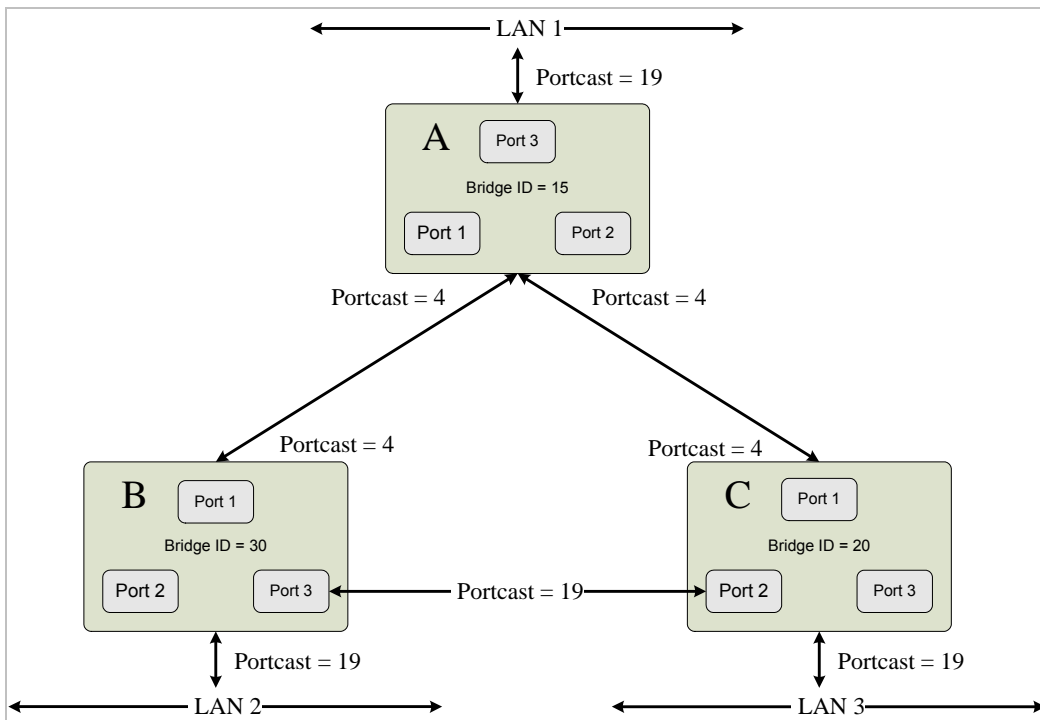 LAN 1
Portcast = 19
A
Port 3
Bridge ID = 15
Port 1
Port 2
Portcast = 4
Portcast = 4
Portcast = 4
Portcast = 4
B
Port 1
Bridge ID = 30
Port 2
Port 3
C
Port 1
Bridge ID = 20
Port 2
Port 3
Portcast = 19
Portcast = 19
Portcast = 19
LAN 2
LAN 3